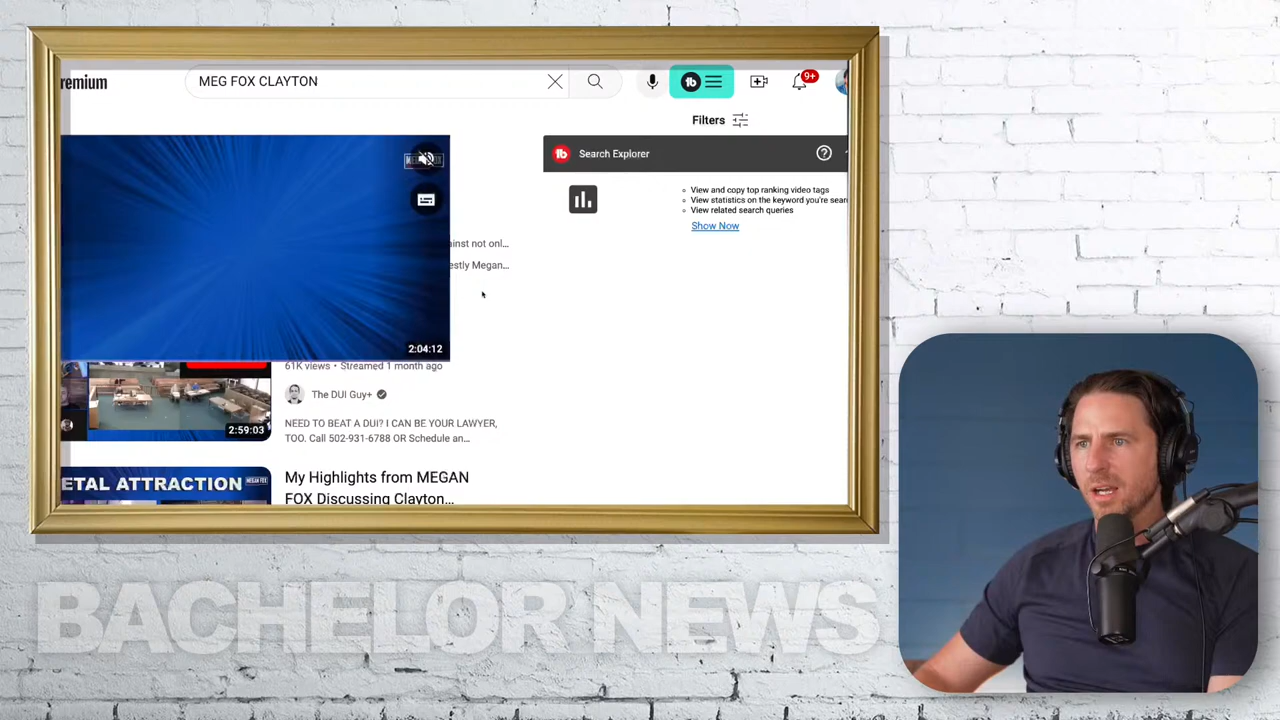 remium
MEG FOX CLAYTON
9+
Filters
Search Explorer
View and copy top ranking video tags
View statistics on the keyword you're sear
View related search queries
Show Now
ainst not onl...
estly Megan...
2:04:12
61K views • Streamed 1 month ago
The DUI Guy+
NEED TO BEAT A DUI? I CAN BE YOUR LAWYER,
TOO. Call 502-931-6788 OR Schedule an...
2:59:03
ETAL ATTRACTION
MEGAN FOX
My Highlights from MEGAN
FOX Discussing Clayton...
BACHELOR NEWS